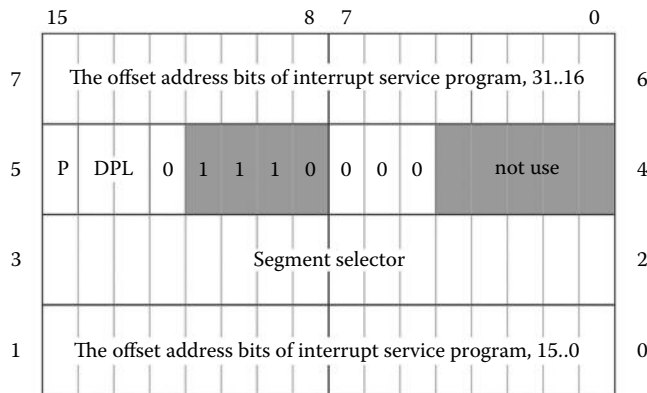 15 8 7 0
7 The offset address bits of interrupt service program, 31..16 6
5 P DPL 0 1 1 1 0 0 0 0 not use 4
3 Segment selector 2
1 The offset address bits of interrupt service program, 15..0 0